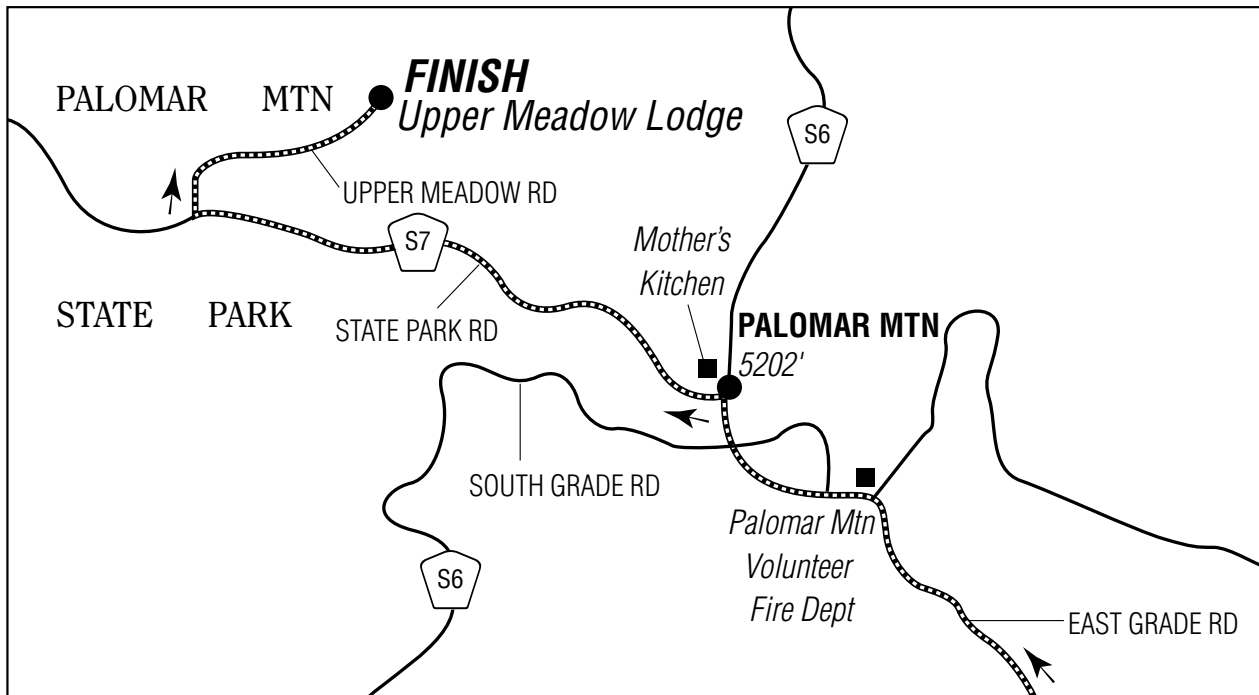 PALOMAR MTN
FINISH
Upper Meadow Lodge
S6
UPPER MEADOW RD
S7
Mother's
Kitchen
STATE PARK
STATE PARK RD
PALOMAR MTN
5202'
SOUTH GRADE RD
Palomar Mtn
Volunteer
Fire Dept
S6
EAST GRADE RD